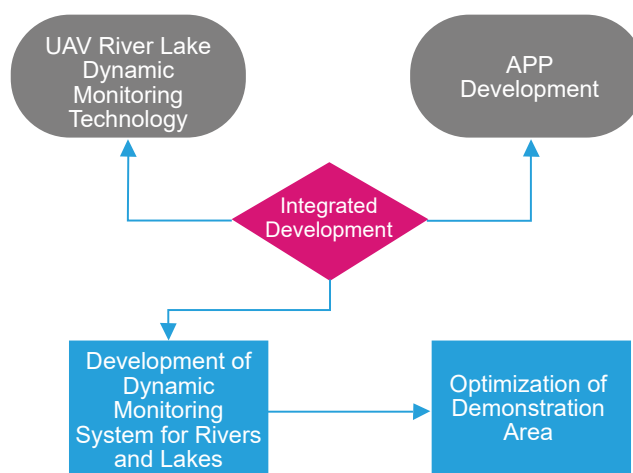 UAV River Lake
Dynamic
Monitoring
Technology
APP
Development
Integrated
Development
Development of
Dynamic
Monitoring
System for Rivers
and Lakes
Optimization of
Demonstration
Area